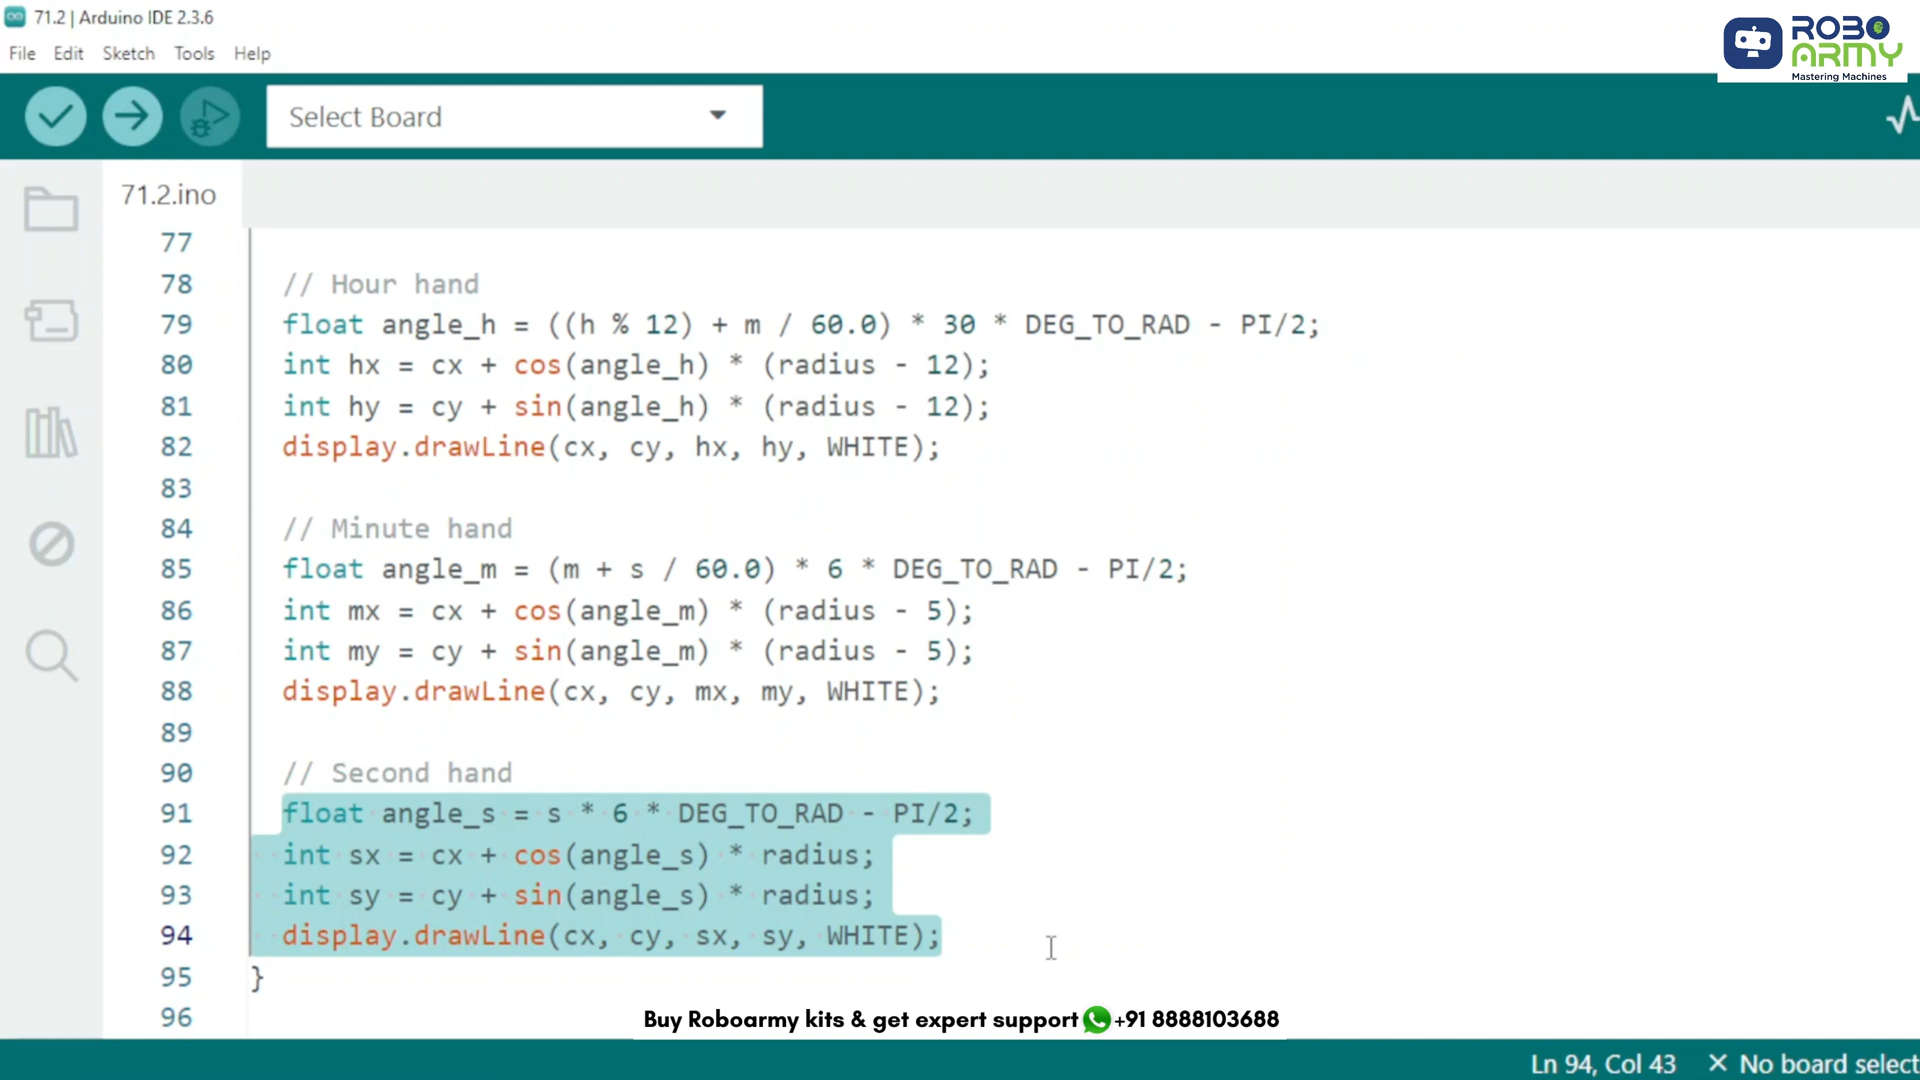 71.2 | Arduino IDE 2.3.6
File Edit Sketch Tools Help
ROBO
ARMY
Mastering Machines
Select Board
71.2.ino
77
78 // Hour hand
79 float angle_h = ((h % 12) + m / 60.0) * 30 * DEG_TO_RAD - PI/2;
80 int hx = cx + cos(angle_h) * (radius - 12);
81 int hy = cy + sin(angle_h) * (radius - 12);
82 display.drawLine(cx, cy, hx, hy, WHITE);
83
84 // Minute hand
85 float angle_m = (m + s / 60.0) * 6 * DEG_TO_RAD - PI/2;
86 int mx = cx + cos(angle_m) * (radius - 5);
87 int my = cy + sin(angle_m) * (radius - 5);
88 display.drawLine(cx, cy, mx, my, WHITE);
89
90 // Second hand
91 float angle_s = s * 6 * DEG_TO_RAD - PI/2;
92 int sx = cx + cos(angle_s) * radius;
93 int sy = cy + sin(angle_s) * radius;
94 display.drawLine(cx, cy, sx, sy, WHITE);
95 }
96
Buy Roboarmy kits & get expert support +91 8888103688
Ln 94, Col 43 × No board select